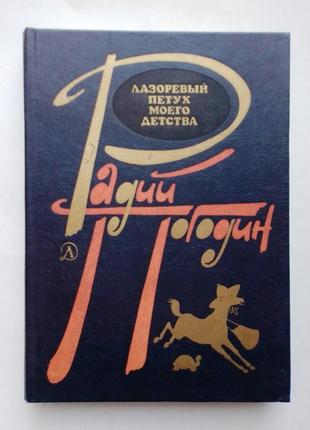 ЛАЗОРЕВЫЙ
ПЕТУХ
МОЕГО
ДЕТСТВА
Радий
Погодин